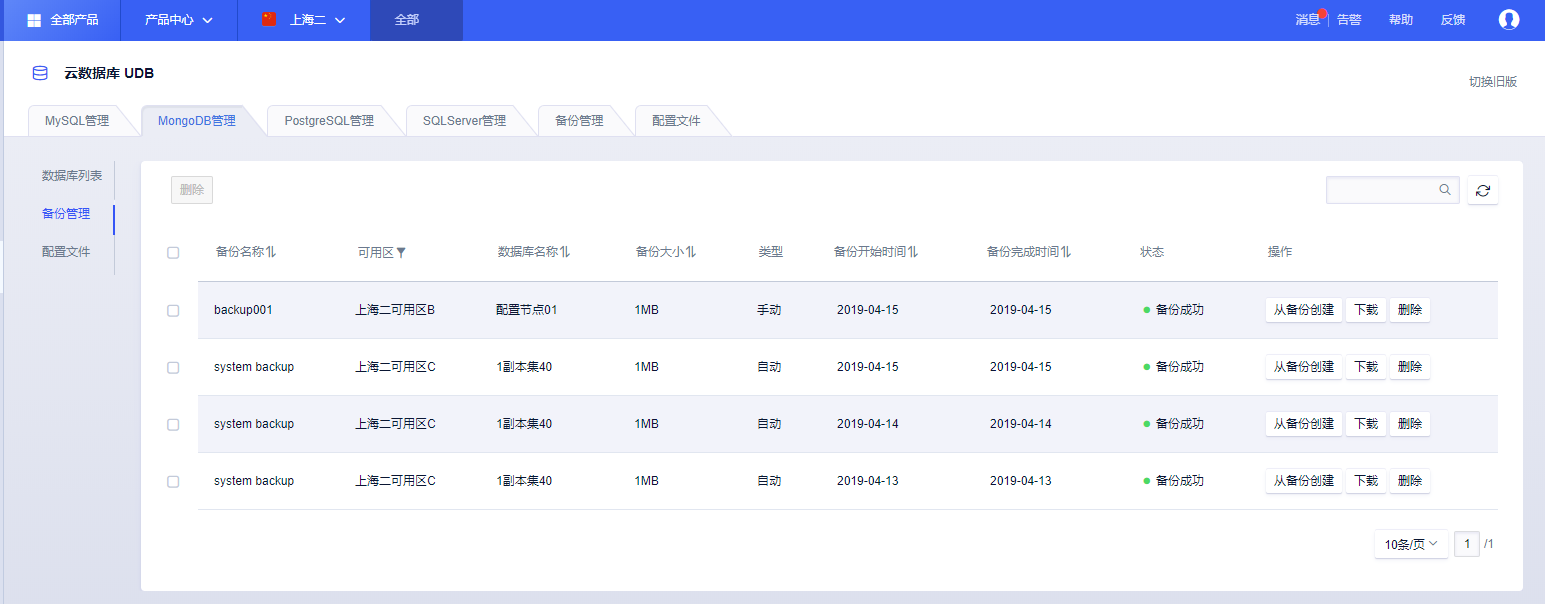 全部产品 产品中心 上海二 全部 消息 告警 帮助 反馈
云数据库 UDB
切换旧版
MySQL管理 MongoDB管理 PostgreSQL管理 SQLServer管理 备份管理 配置文件
数据库列表
备份管理
配置文件
删除
备份名称 可用区 数据库名称 备份大小 类型 备份开始时间 备份完成时间 状态 操作
backup001 上海二可用区B 配置节点01 1MB 手动 2019-04-15 2019-04-15 备份成功 从备份创建 下载 删除
system backup 上海二可用区C 1副本集40 1MB 自动 2019-04-15 2019-04-15 备份成功 从备份创建 下载 删除
system backup 上海二可用区C 1副本集40 1MB 自动 2019-04-14 2019-04-14 备份成功 从备份创建 下载 删除
system backup 上海二可用区C 1副本集40 1MB 自动 2019-04-13 2019-04-13 备份成功 从备份创建 下载 删除
10条/页 1 /1